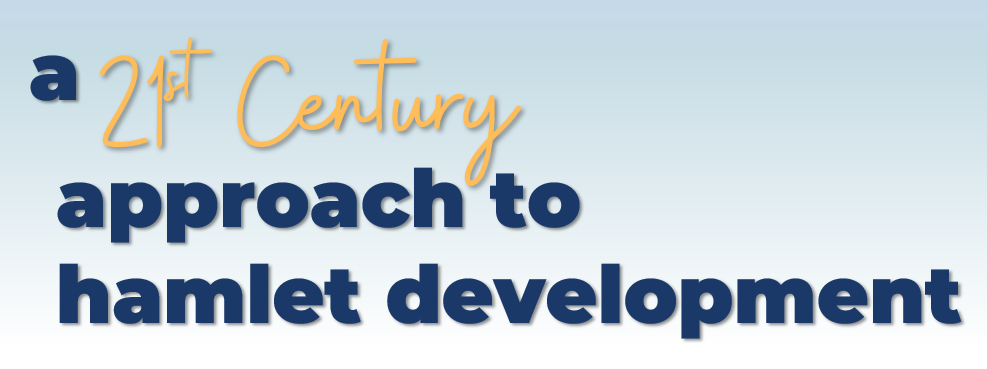 a 21st Century
approach to
hamlet development